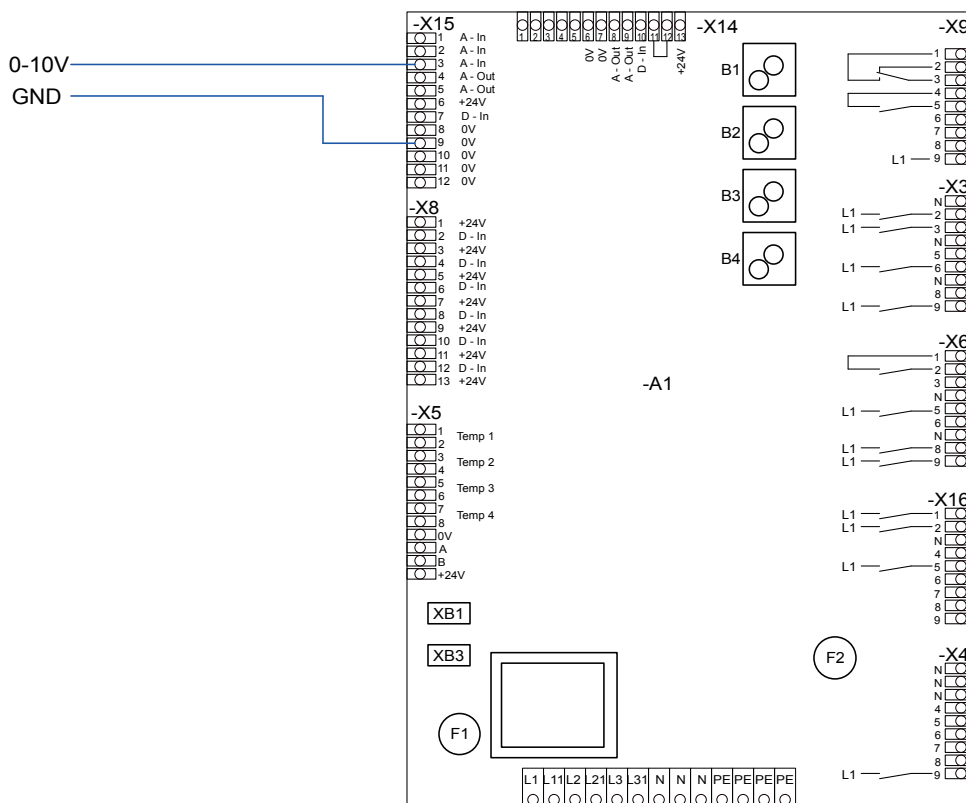 -X15
1 A - In
2 A - In
3 A - In
4 A - Out
5 A - Out
6 +24V
7 D - In
8 0V
9 0V
10 0V
11 0V
12 0V
0-10V
GND
-X8
1 +24V
2 D - In
3 +24V
4 D - In
5 +24V
6 D - In
7 +24V
8 D - In
9 +24V
10 D - In
11 +24V
12 D - In
13 +24V
-X5
1
2
Temp 1
3
4
Temp 2
5
6
Temp 3
7
8
Temp 4
0V
A
B
+24V
XB1
XB3
F1
L1 L11 L2 L21 L3 L31 N N N PE PE PE PE
-X14
1 2 3 4 5 6 7 8 9 10 11 12 13
0V
0V
A - Out
A - Out
D - In
+24V
B1
B2
B3
B4
-A1
F2
-X9
1
2
3
4
5
6
7
8
L1 9
-X3
N
L1 2
L1 3
N
5
L1 6
N
8
L1 9
-X6
1
2
3
N
L1 5
6
N
L1 8
L1 9
-X16
L1 1
L1 2
N
4
L1 5
6
7
8
9
-X4
N
N
N
4
5
6
7
8
L1 9